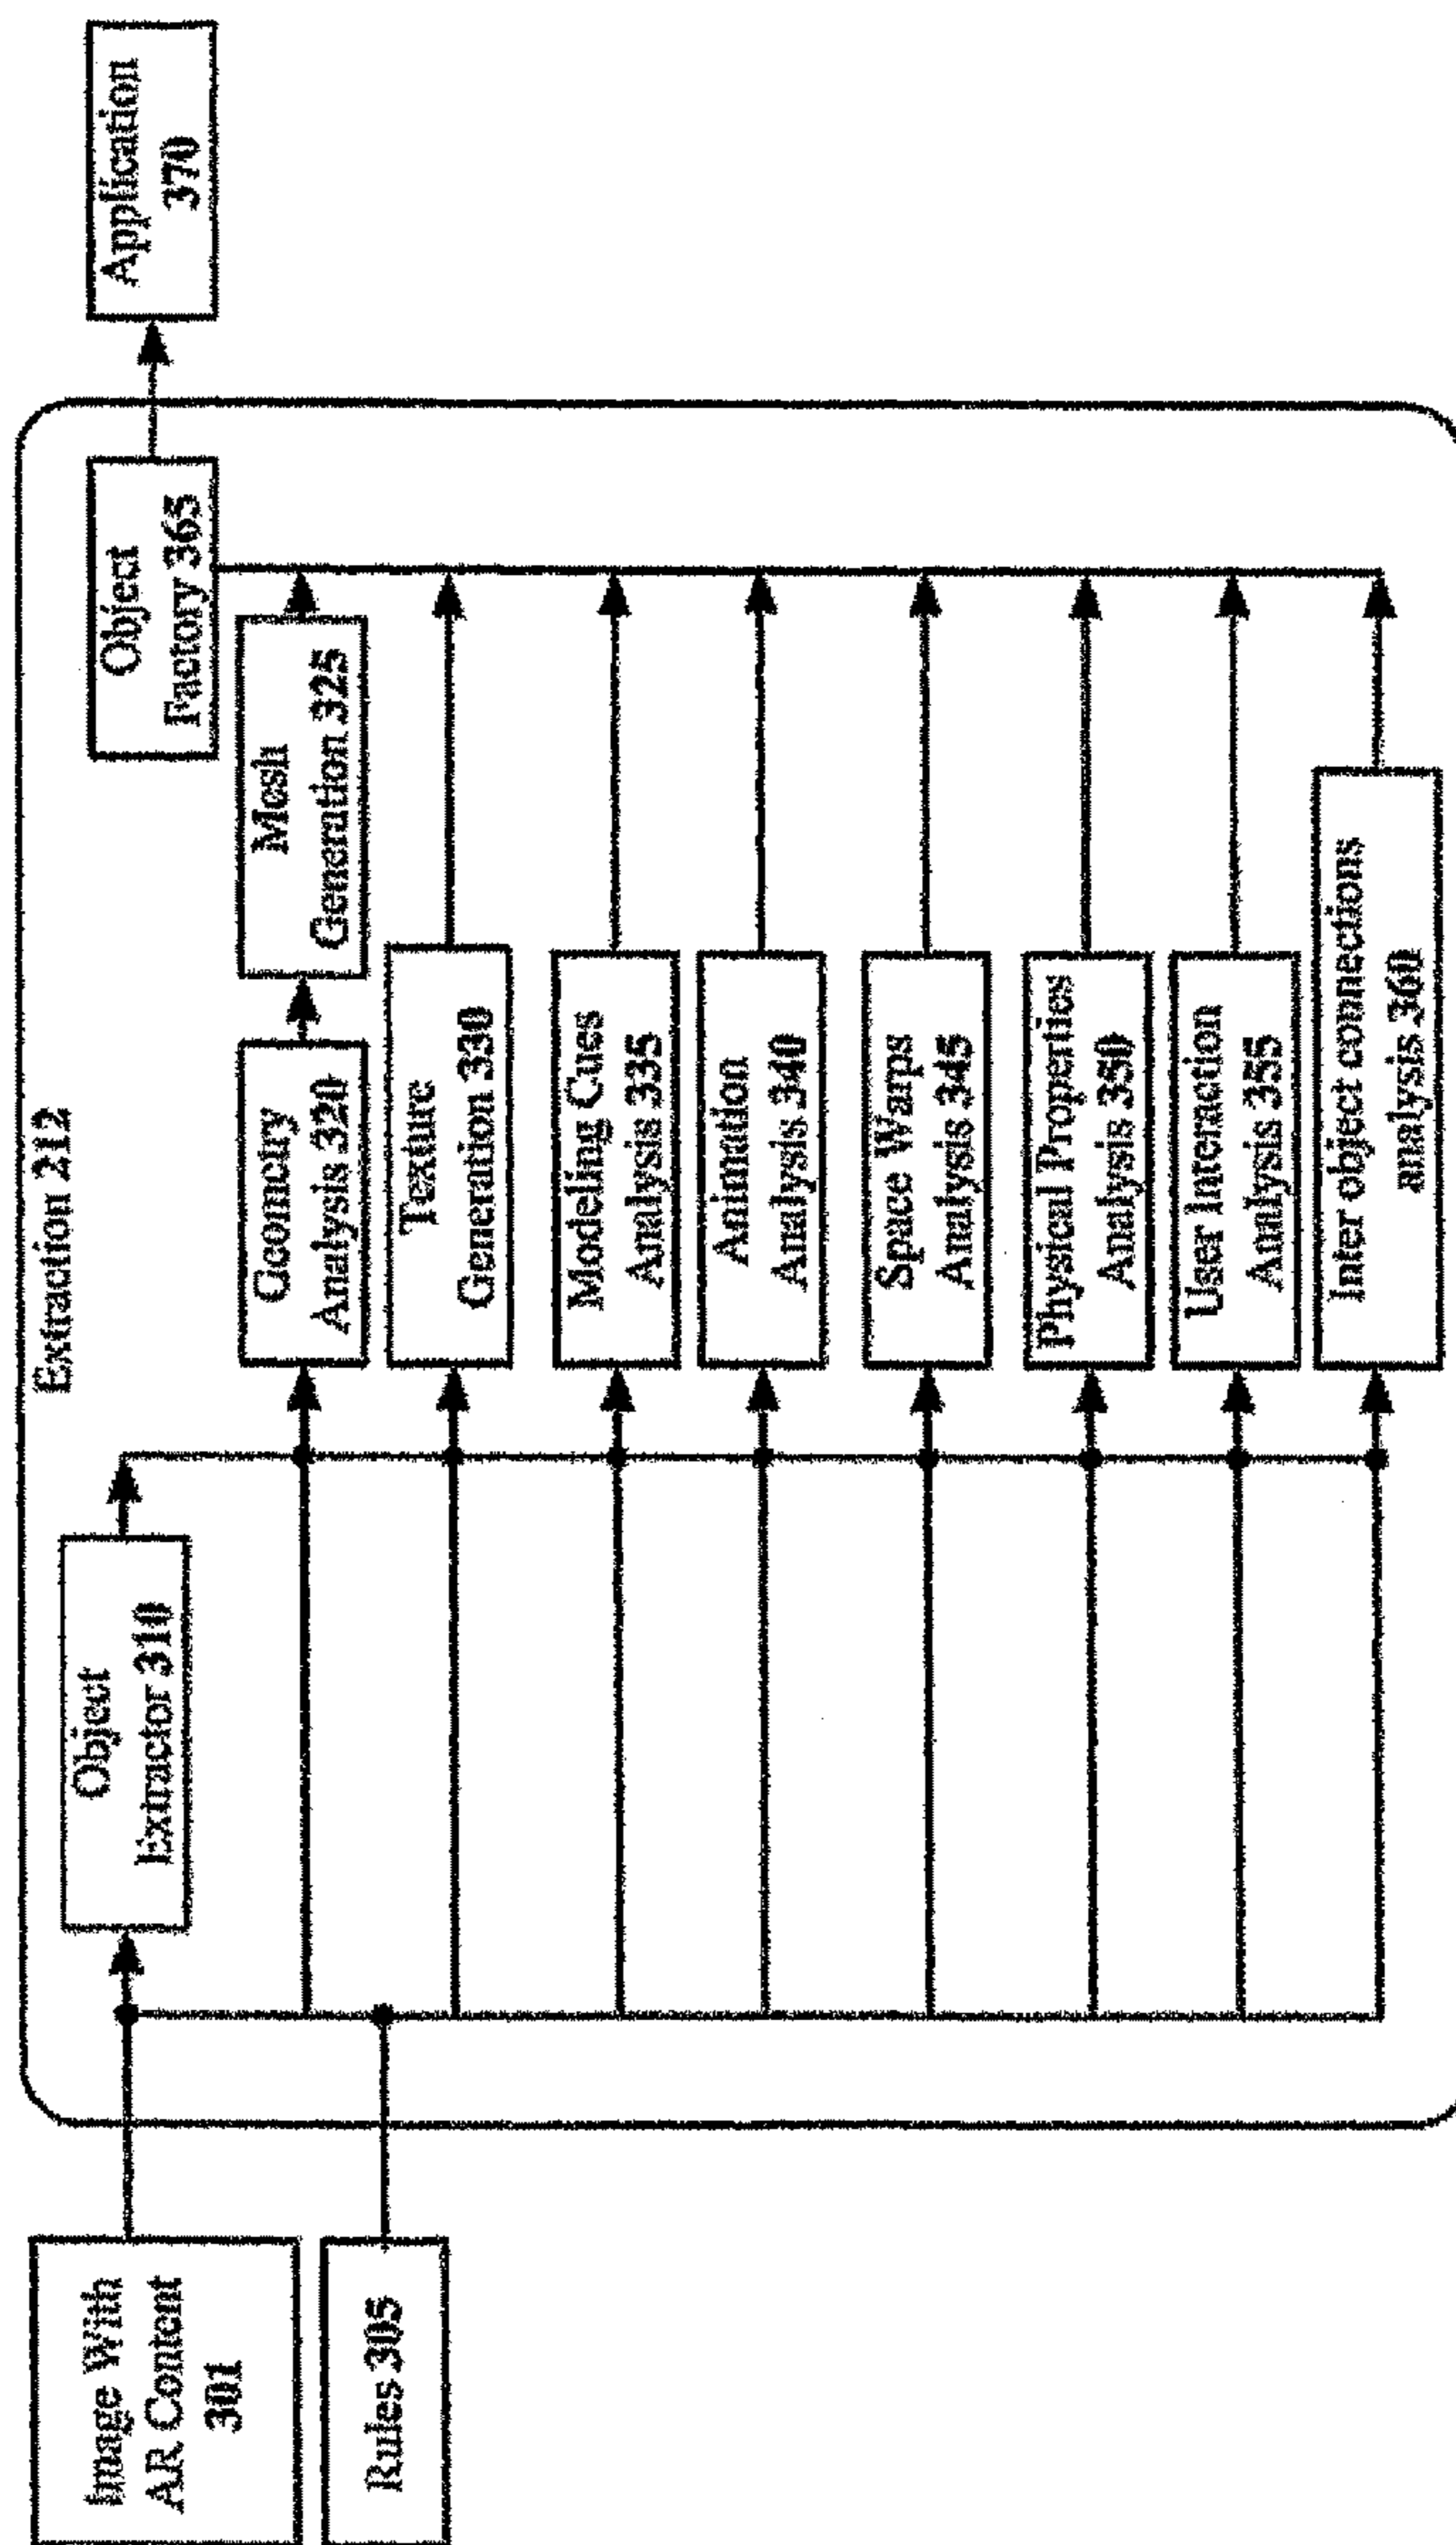 Image With
AR Content
301
Rules 305
Extraction 212
Object
Extractor 310
Geometry
Analysis 320
Mesh
Generation 325
Texture
Generation 330
Modeling Cues
Analysis 335
Animation
Analysis 340
Space Warps
Analysis 345
Physical Properties
Analysis 350
User Interaction
Analysis 355
Inter object connections
analysis 360
Object
Factory 365
Application
370